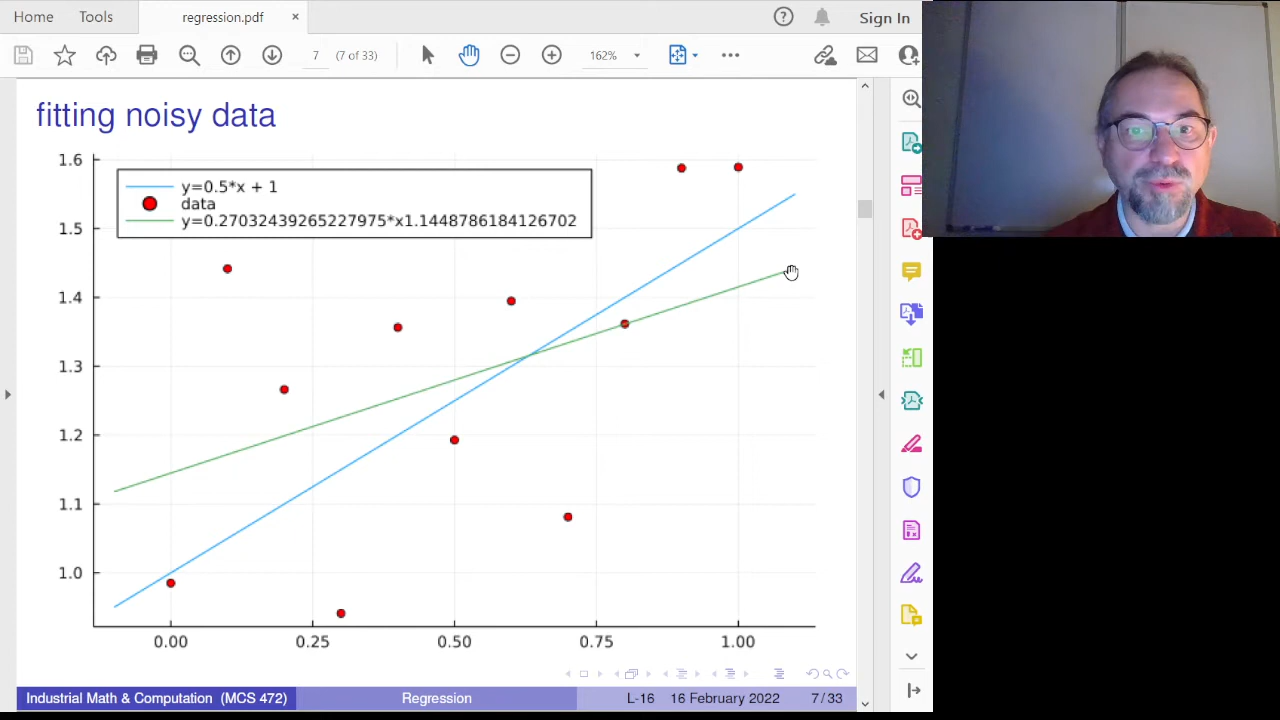 Home Tools regression.pdf × Sign In
7 (7 of 33) 162%
fitting noisy data
1.6
y=0.5*x + 1
data
y=0.27032439265227975*x1.1448786184126702
1.5
1.4
1.3
1.2
1.1
1.0
0.00 0.25 0.50 0.75 1.00
Industrial Math & Computation (MCS 472) Regression L-16 16 February 2022 7 / 33